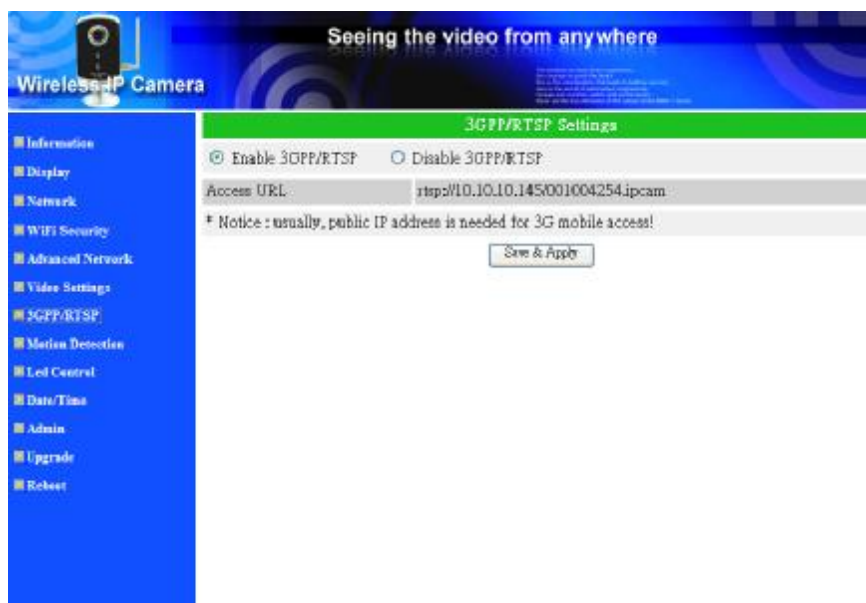 Seeing the video from anywhere
Wireless IP Camera
Information
Display
Network
WiFi Security
Advanced Network
Video Settings
3GPP/RTSP
Motion Detection
Led Control
Date/Time
Admin
Upgrade
Reboot
3GPP/RTSP Settings
Enable 3GPP/RTSP Disable 3GPP/RTSP
Access URL rtsp://10.10.10.145/001004254.ipcam
* Notice : usually, public IP address is needed for 3G mobile access!
Save & Apply